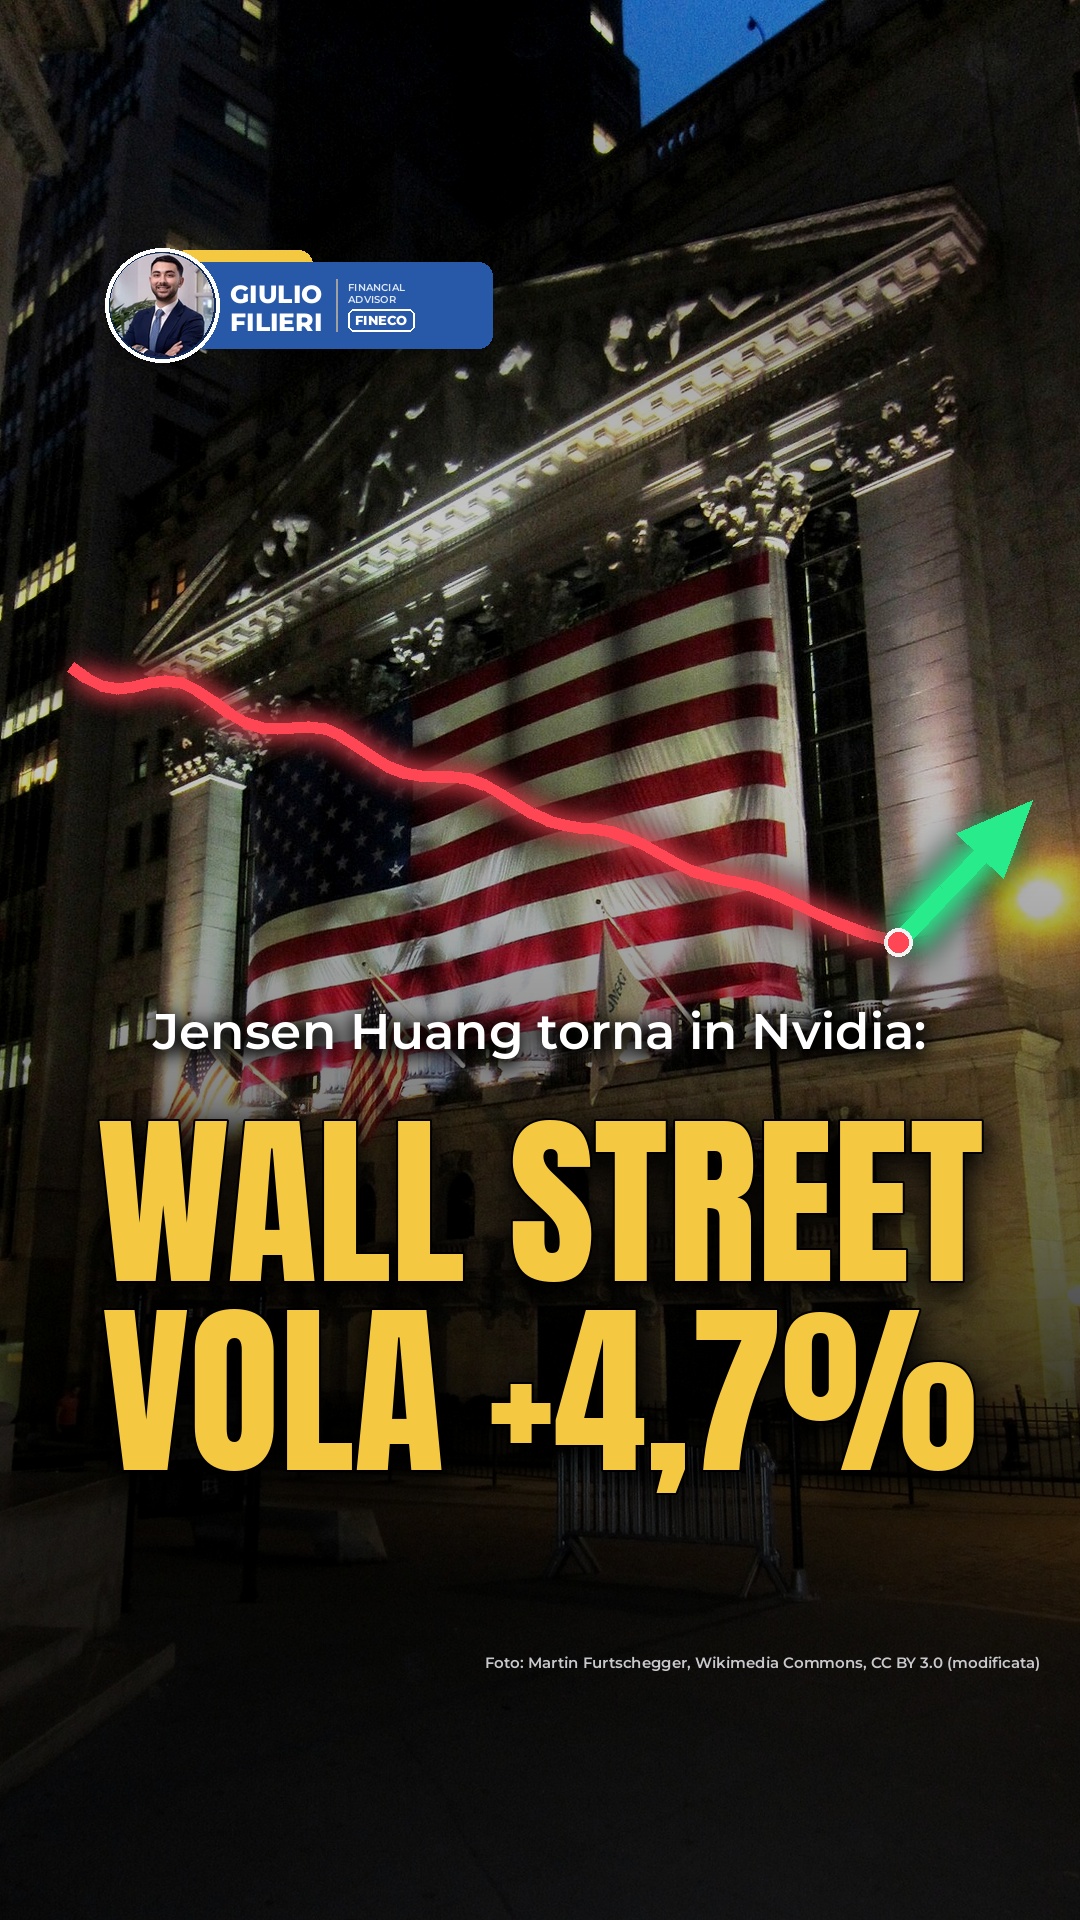 GIULIO
FILIERI
FINANCIAL
ADVISOR
FINECO
Jensen Huang torna in Nvidia:
WALL STREET
VOLA +4,7%
Foto: Martin Furtschegger, Wikimedia Commons, CC BY 3.0 (modificata)